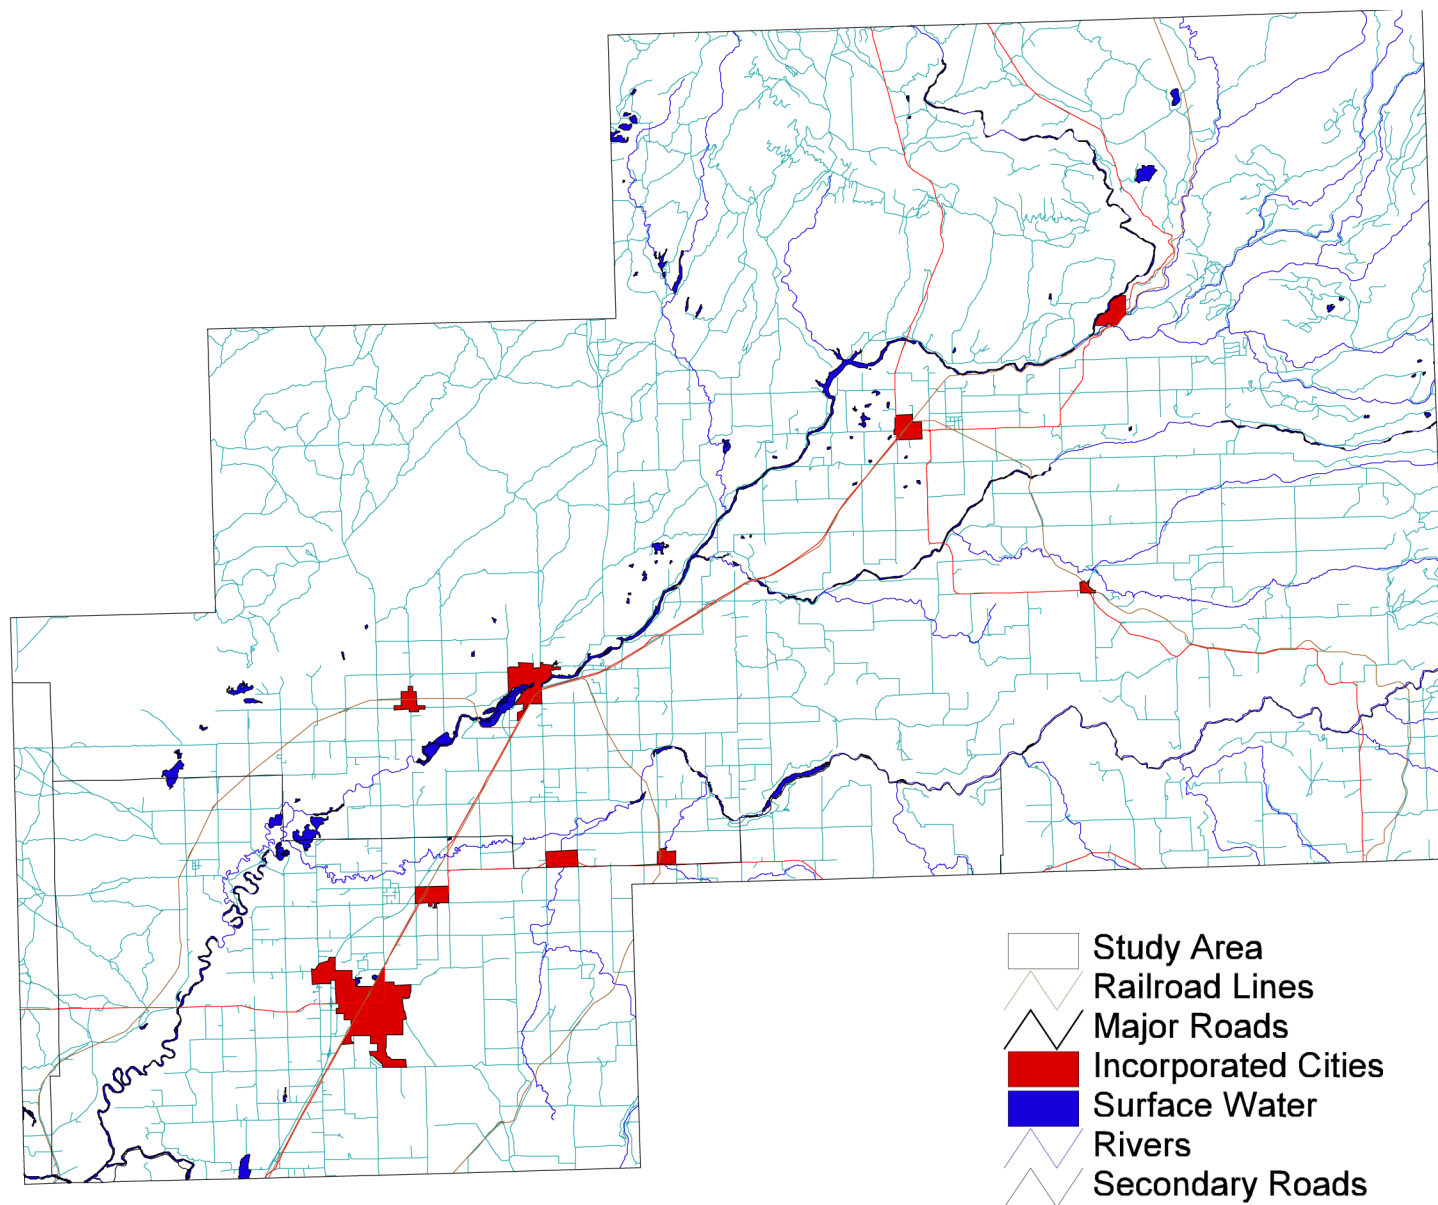 Study Area
Railroad Lines
Major Roads
Incorporated Cities
Surface Water
Rivers
Secondary Roads